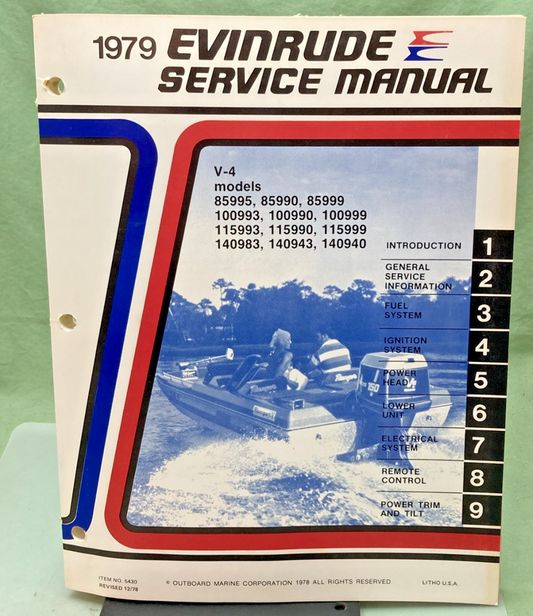 1979 EVINRUDE
SERVICE MANUAL
V-4
models
85995, 85990, 85999
100993, 100990, 100999
115993, 115990, 115999
140983, 140943, 140940
INTRODUCTION 1
GENERAL
SERVICE
INFORMATION 2
FUEL
SYSTEM 3
IGNITION
SYSTEM 4
POWER
HEAD 5
LOWER
UNIT 6
ELECTRICAL
SYSTEM 7
REMOTE
CONTROL 8
POWER TRIM
AND TILT 9
150
ITEM NO. 5430
REVISED 12/78
© OUTBOARD MARINE CORPORATION 1978 ALL RIGHTS RESERVED
LITHO U.S.A.